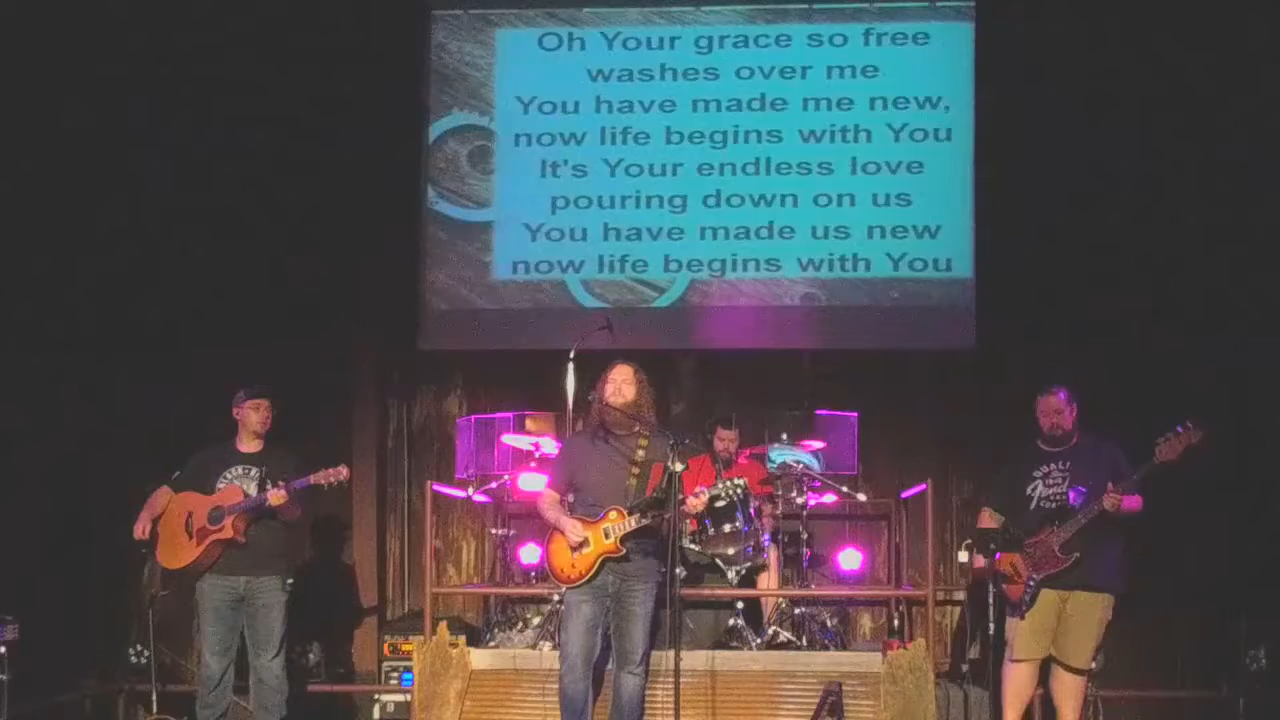 Oh Your grace so free
washes over me
You have made me new,
now life begins with You
It's Your endless love
pouring down on us
You have made us new
now life begins with You
Fender